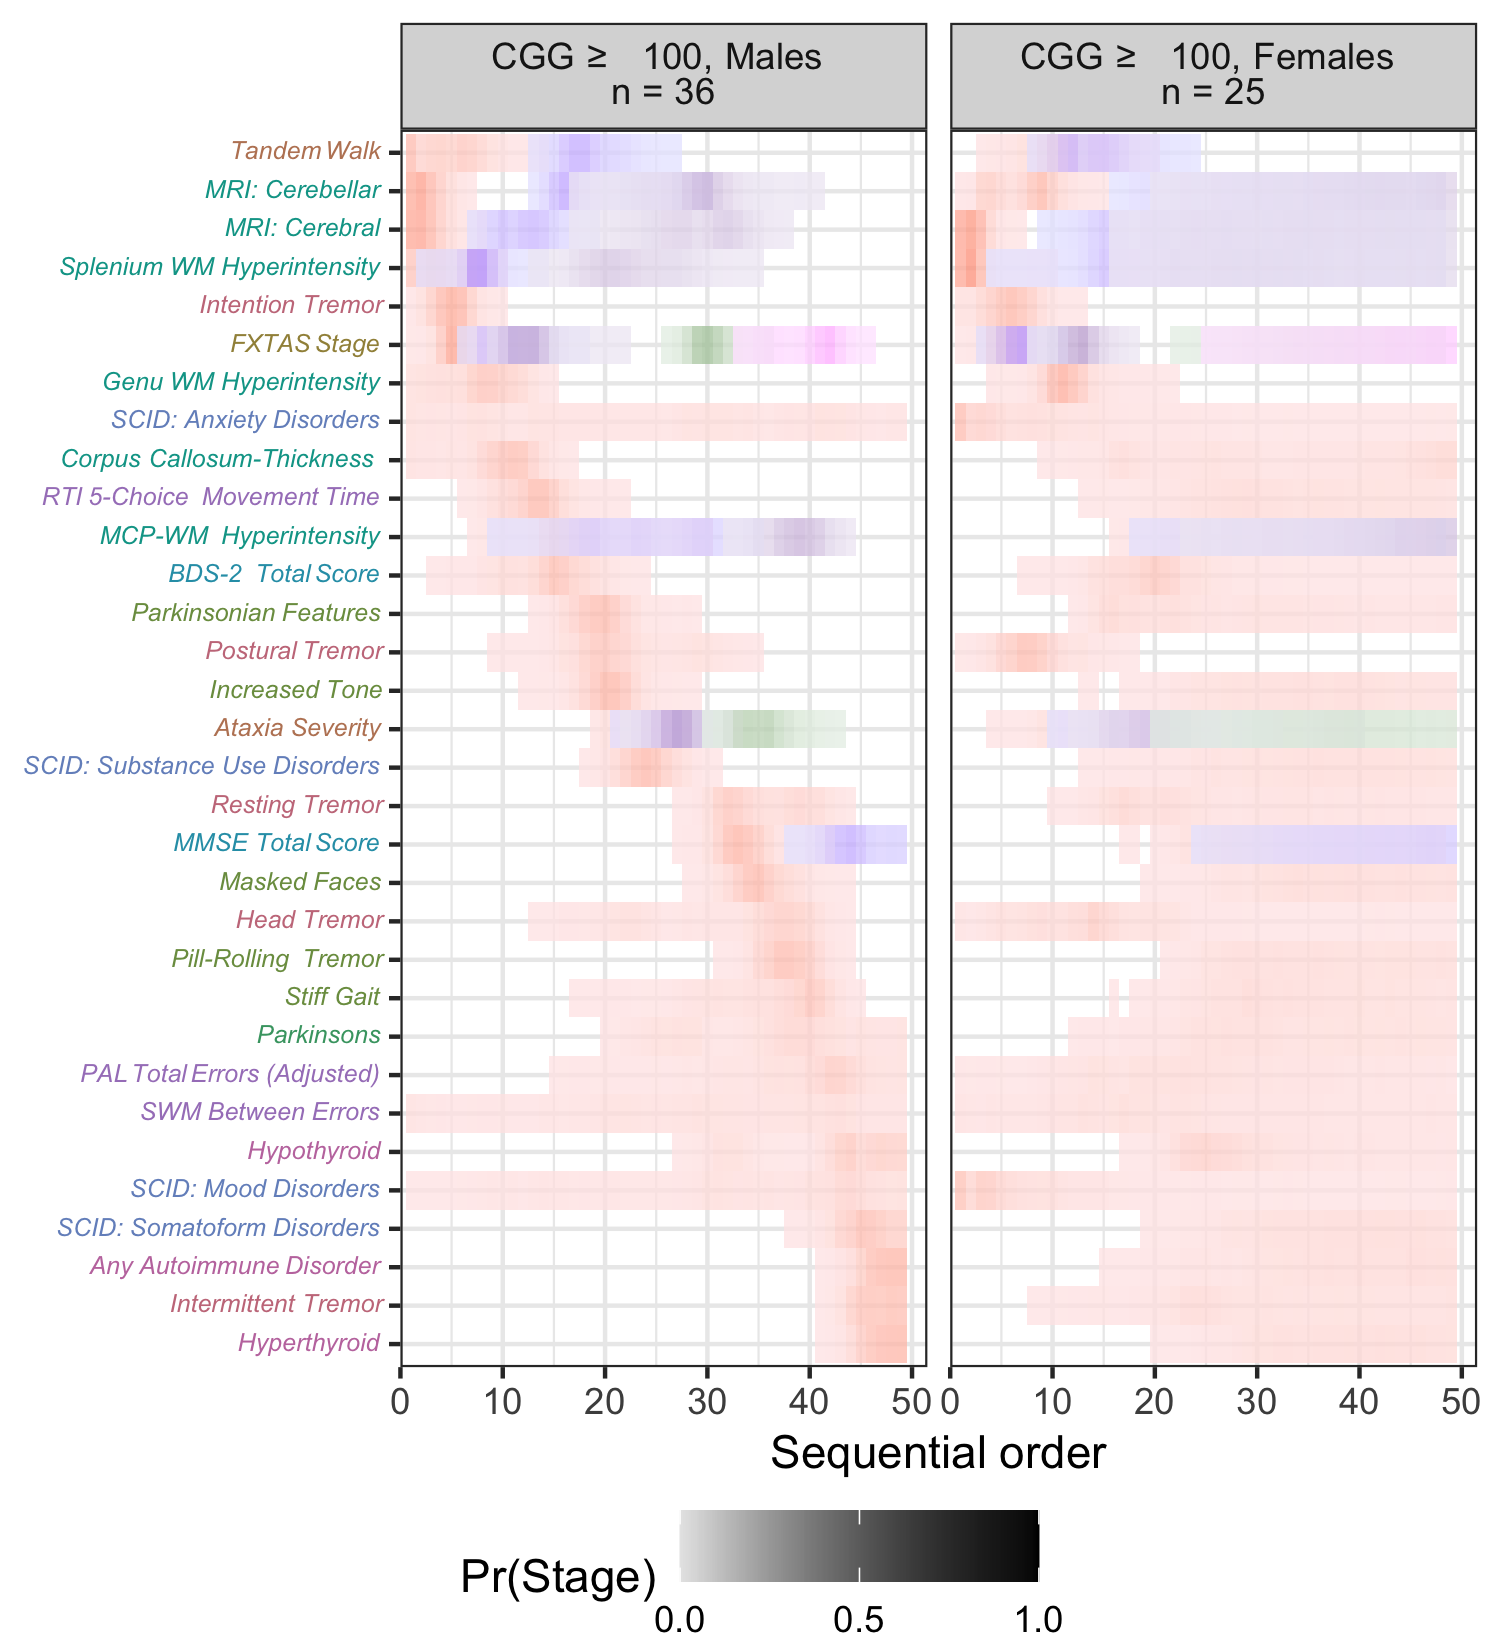 CGG ≥ 100, Males
n = 36
CGG ≥ 100, Females
n = 25
Tandem Walk
MRI: Cerebellar
MRI: Cerebral
Splenium WM Hyperintensity
Intention Tremor
FXTAS Stage
Genu WM Hyperintensity
SCID: Anxiety Disorders
Corpus Callosum-Thickness
RTI 5-Choice Movement Time
MCP-WM Hyperintensity
BDS-2 Total Score
Parkinsonian Features
Postural Tremor
Increased Tone
Ataxia Severity
SCID: Substance Use Disorders
Resting Tremor
MMSE Total Score
Masked Faces
Head Tremor
Pill-Rolling Tremor
Stiff Gait
Parkinsons
PAL Total Errors (Adjusted)
SWM Between Errors
Hypothyroid
SCID: Mood Disorders
SCID: Somatoform Disorders
Any Autoimmune Disorder
Intermittent Tremor
Hyperthyroid
0 10 20 30 40 50 0 10 20 30 40 50
Sequential order
Pr(Stage)
0.0 0.5 1.0